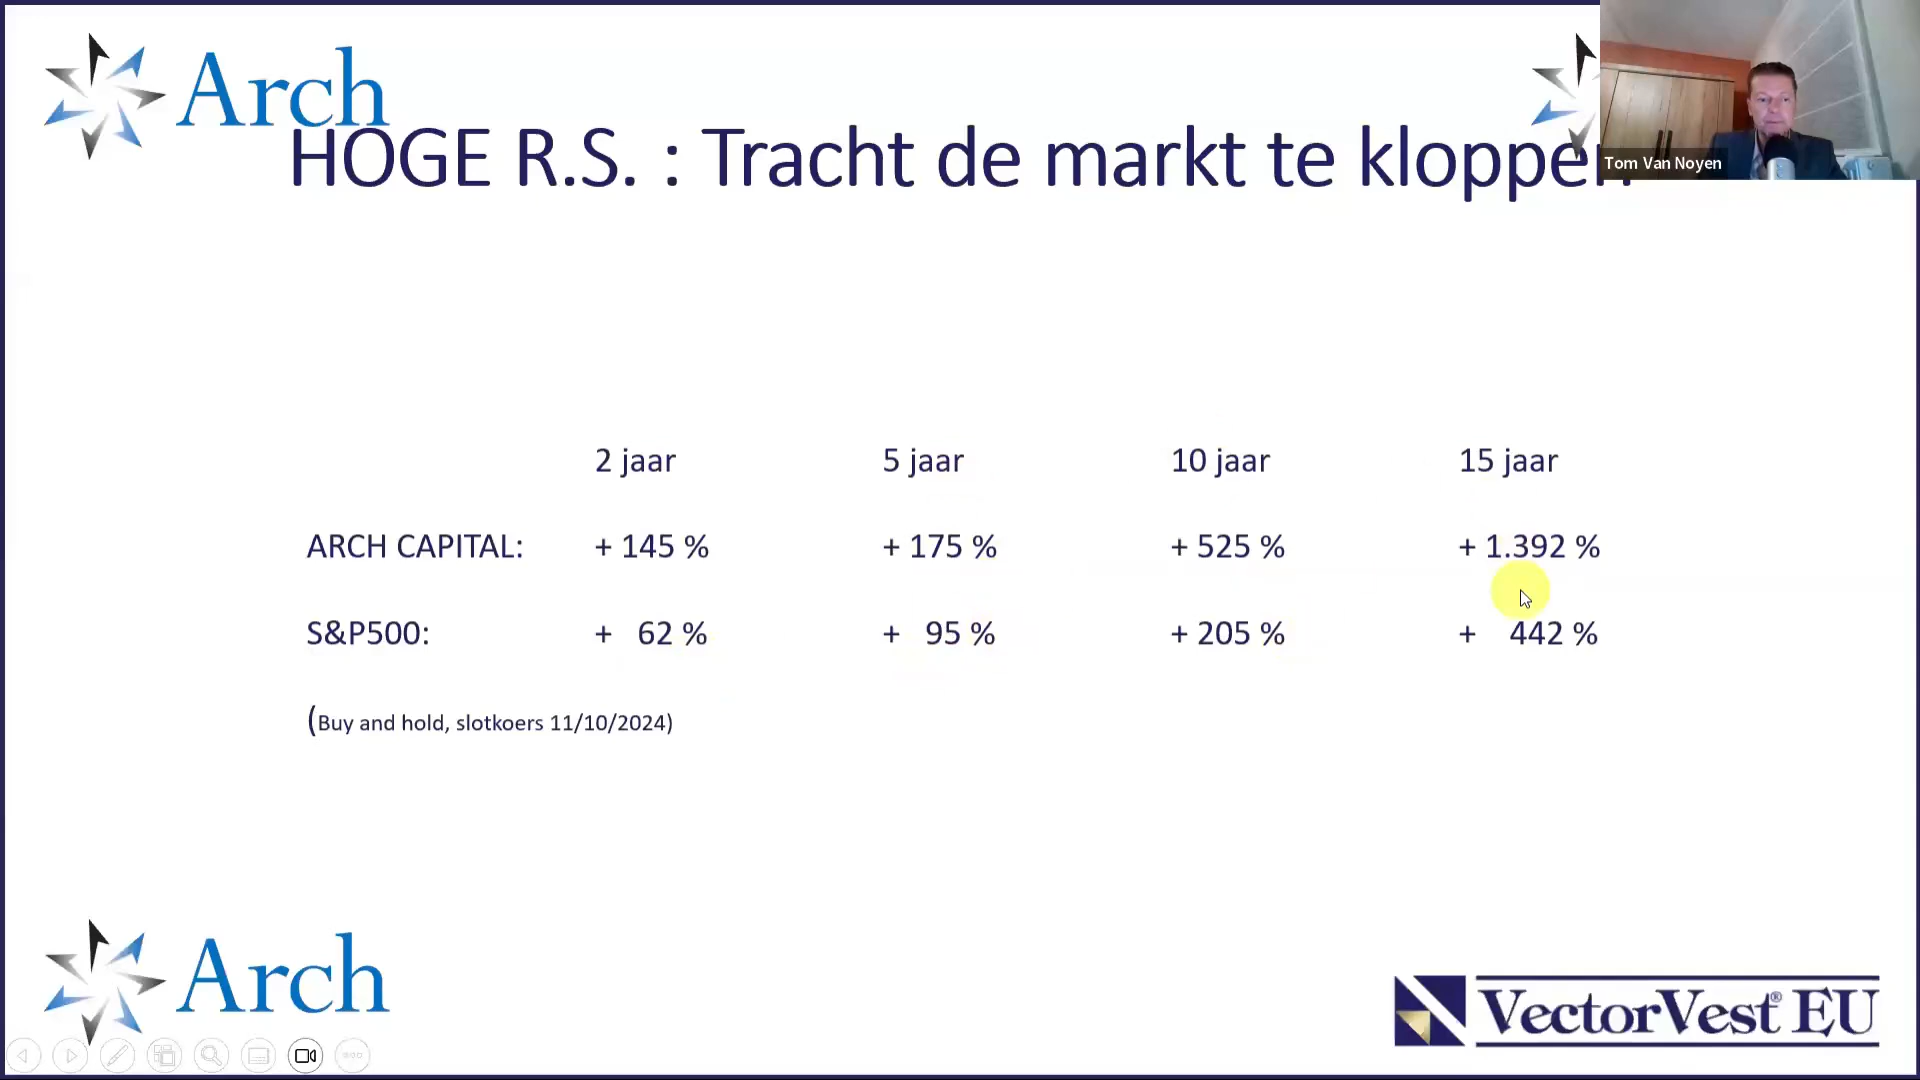 Arch
HOGE R.S. : Tracht de markt te kloppen
Tom Van Noyen
2 jaar 5 jaar 10 jaar 15 jaar
ARCH CAPITAL: + 145 % + 175 % + 525 % + 1.392 %
S&P500: + 62 % + 95 % + 205 % + 442 %
(Buy and hold, slotkoers 11/10/2024)
Arch
VectorVest® EU